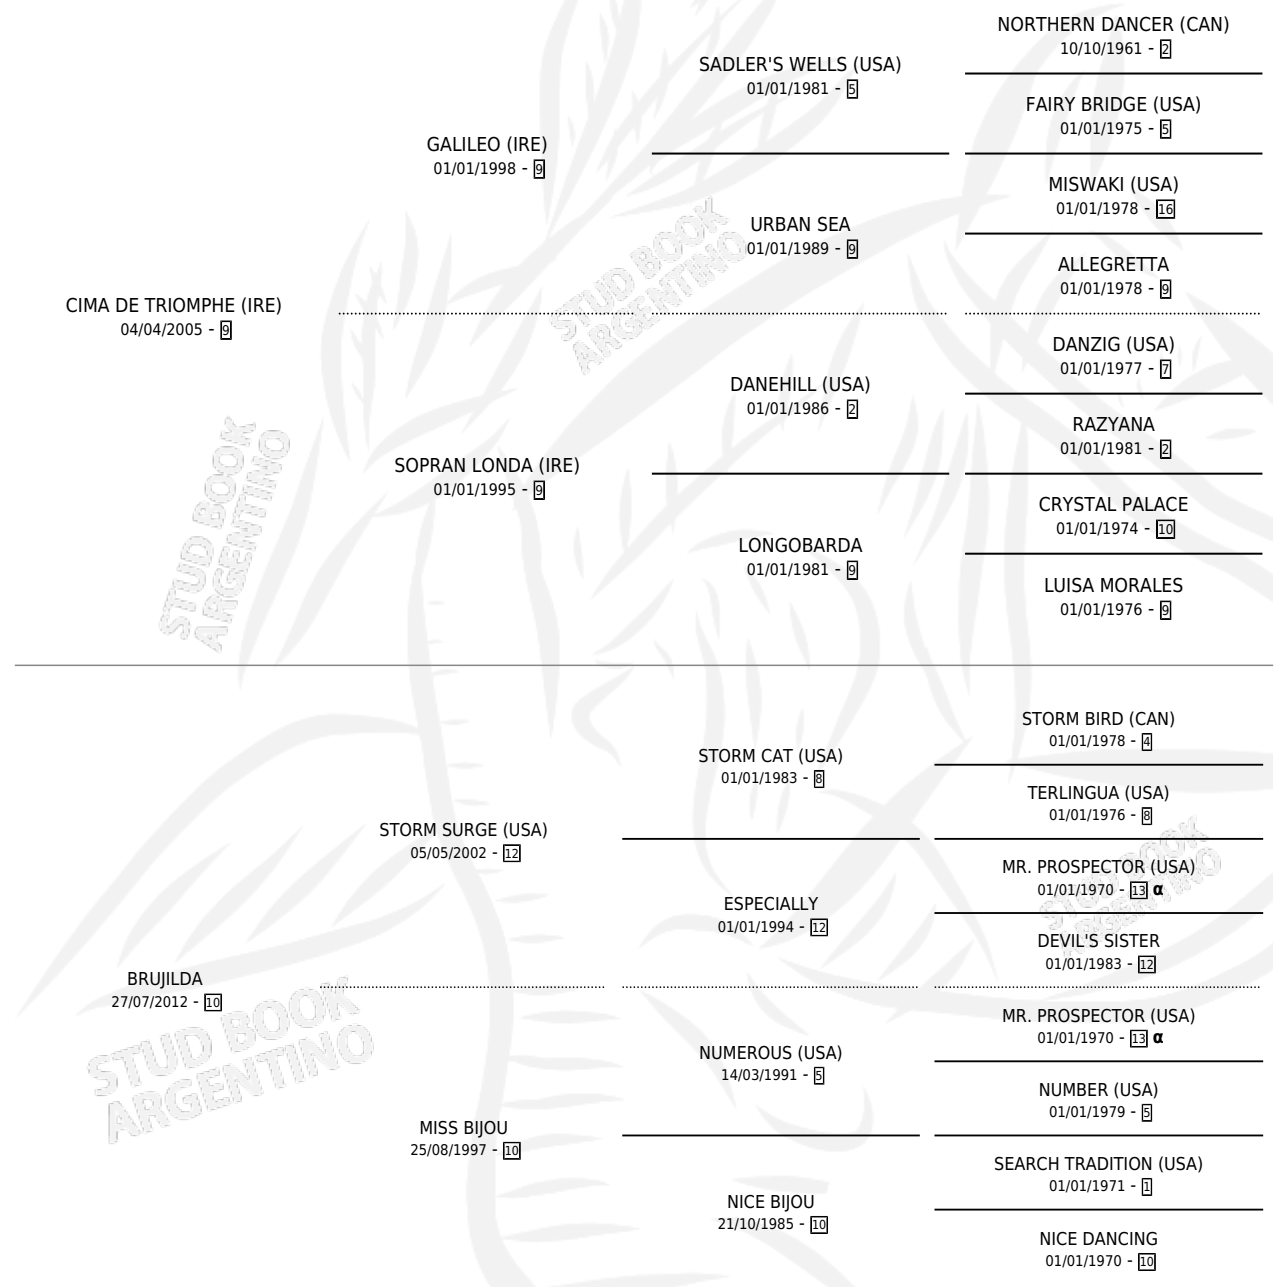 NORTHERN DANCER (CAN)
10/10/1961 - 2
SADLER'S WELLS (USA)
01/01/1981 - 5
FAIRY BRIDGE (USA)
01/01/1975 - 5
GALILEO (IRE)
01/01/1998 - 9
MISWAKI (USA)
01/01/1978 - 16
URBAN SEA
01/01/1989 - 9
ALLEGRETTA
01/01/1978 - 9
CIMA DE TRIOMPHE (IRE)
04/04/2005 - 9
DANZIG (USA)
01/01/1977 - 7
DANEHILL (USA)
01/01/1986 - 2
RAZYANA
01/01/1981 - 2
SOPRAN LONDA (IRE)
01/01/1995 - 9
CRYSTAL PALACE
01/01/1974 - 10
LONGOBARDA
01/01/1981 - 9
LUISA MORALES
01/01/1976 - 9
STORM BIRD (CAN)
01/01/1978 - 4
STORM CAT (USA)
01/01/1983 - 8
TERLINGUA (USA)
01/01/1976 - 8
STORM SURGE (USA)
05/05/2002 - 12
MR. PROSPECTOR (USA)
01/01/1970 - 13 α
ESPECIALLY
01/01/1994 - 12
DEVIL'S SISTER
01/01/1983 - 12
BRUJILDA
27/07/2012 - 10
MR. PROSPECTOR (USA)
01/01/1970 - 13 α
NUMEROUS (USA)
14/03/1991 - 5
NUMBER (USA)
01/01/1979 - 5
MISS BIJOU
25/08/1997 - 10
SEARCH TRADITION (USA)
01/01/1971 - 1
NICE BIJOU
21/10/1985 - 10
NICE DANCING
01/01/1970 - 10
STUD BOOK
ARGENTINO
STUD BOOK
ARGENTINO
STUD BOOK
ARGENTINO
STUD BOOK
ARGENTINO